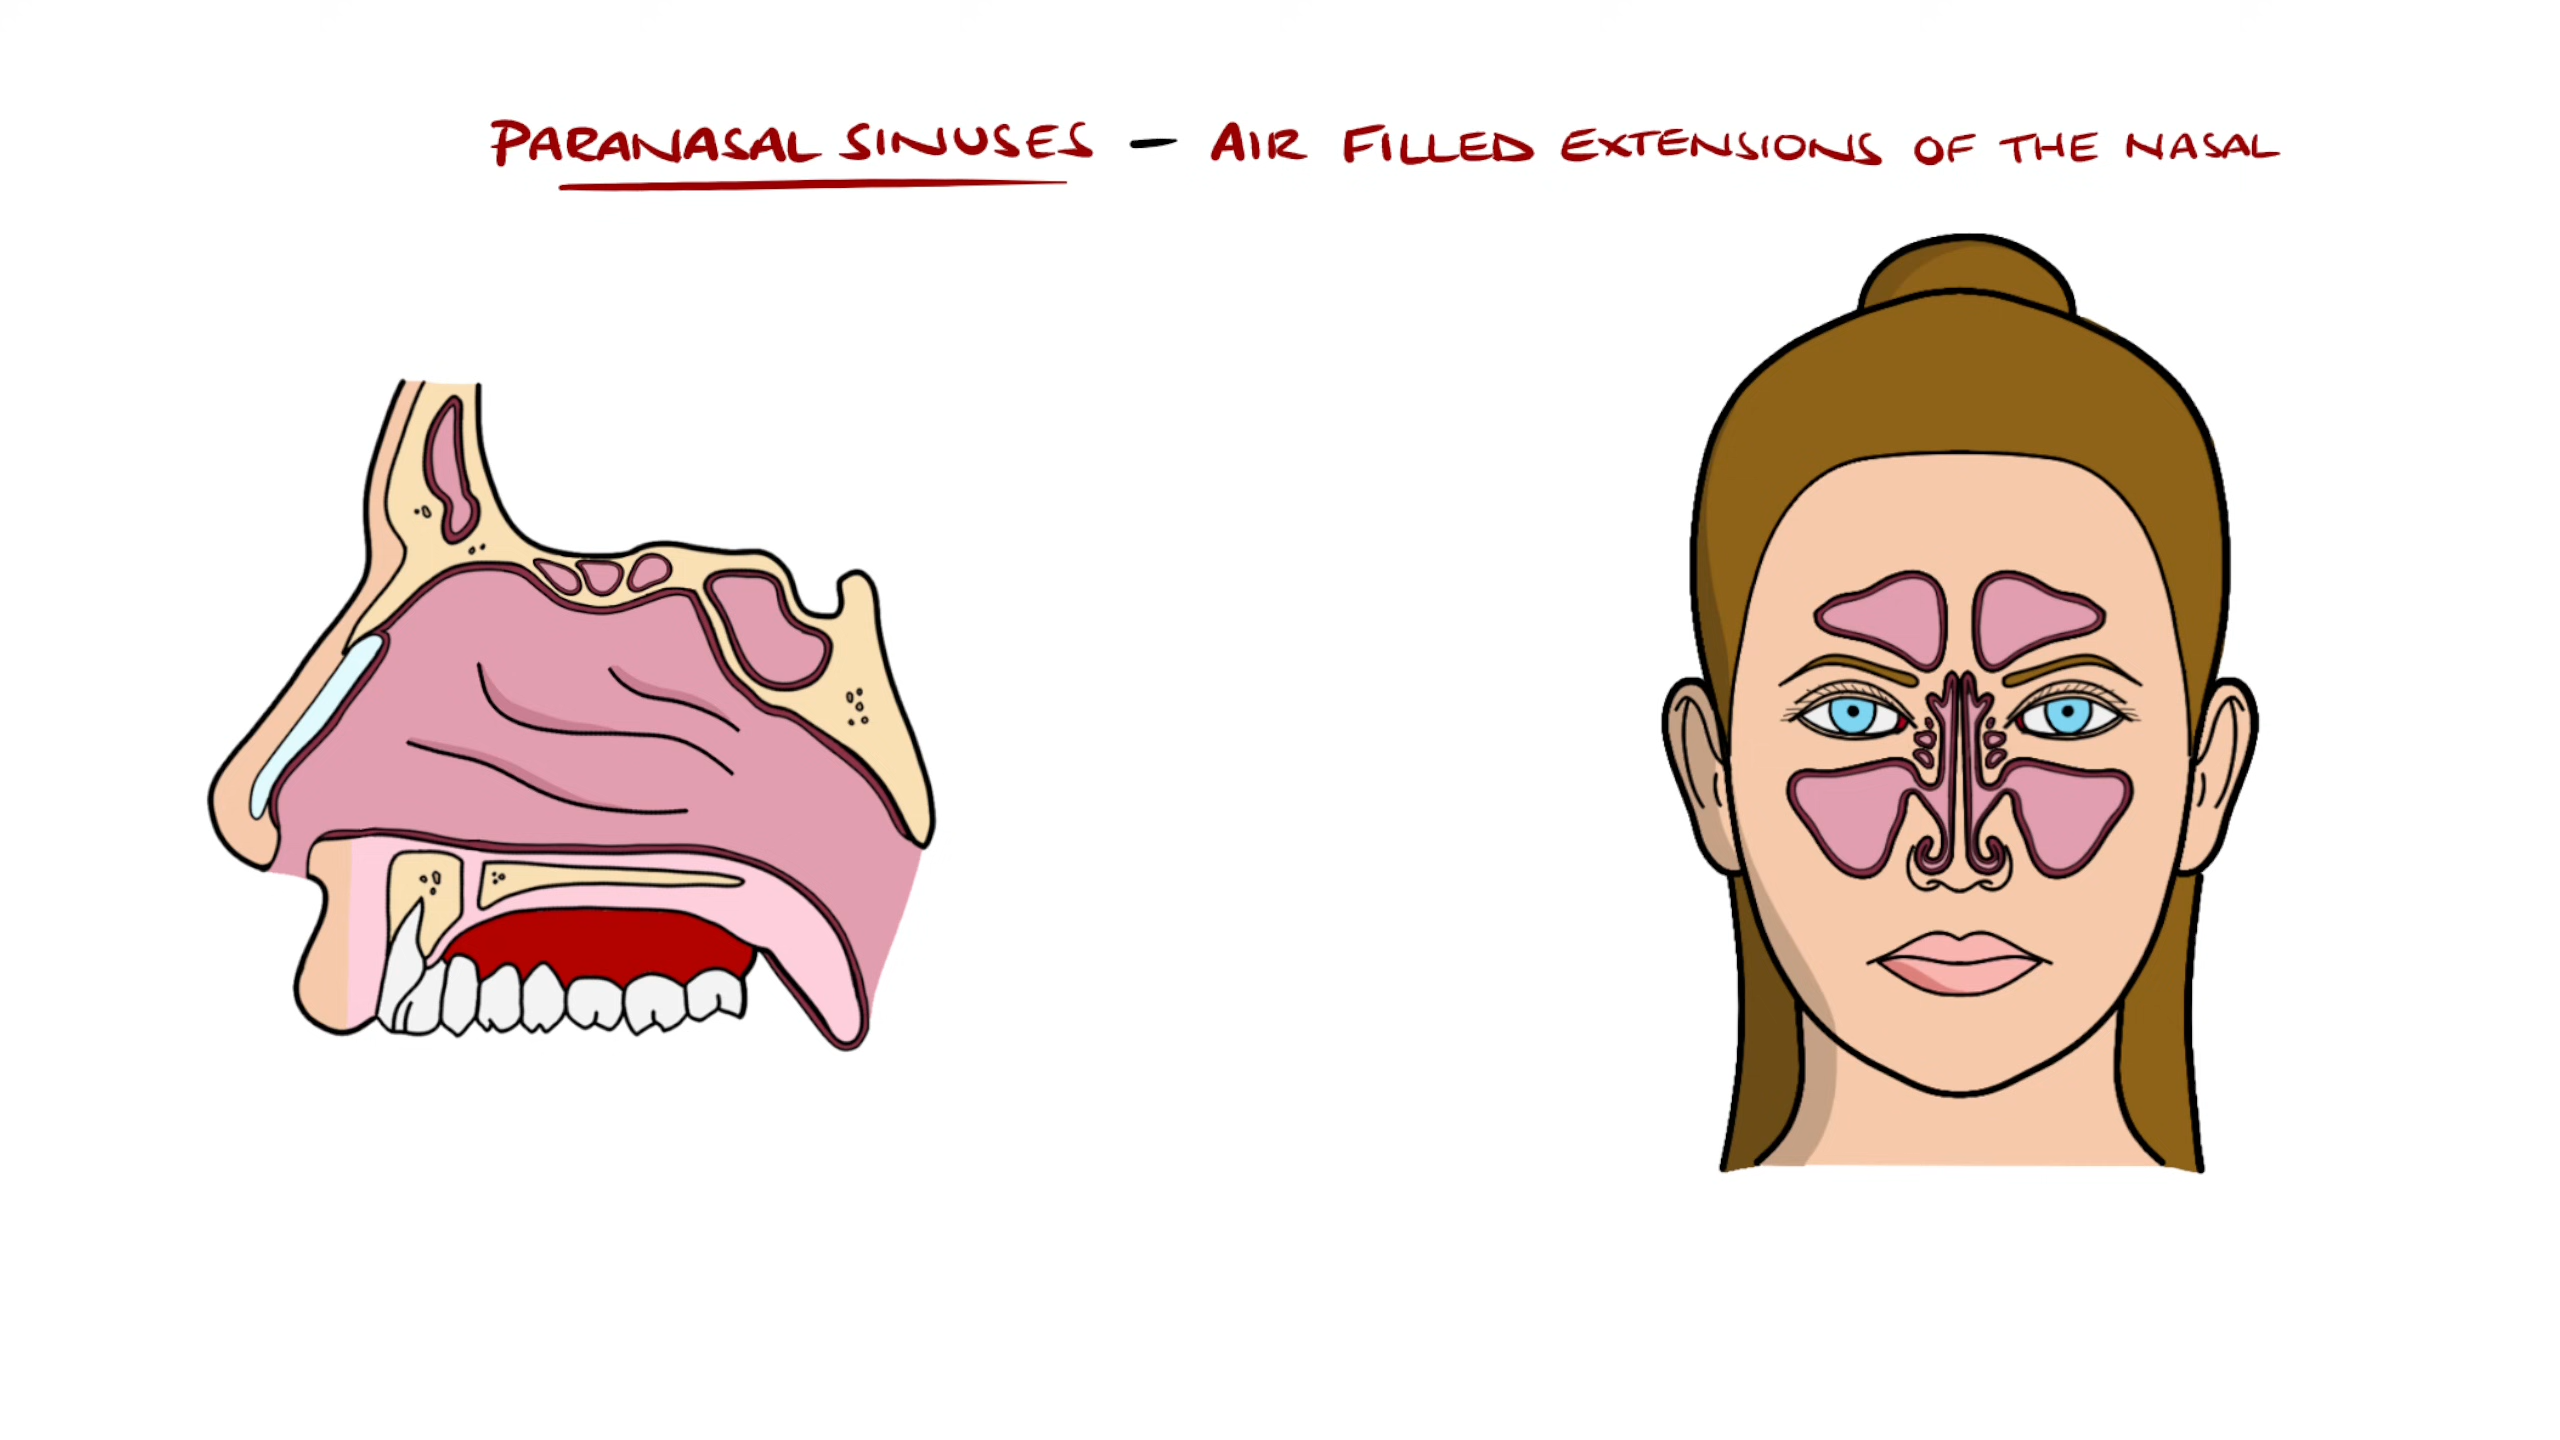 PARANASAL SINUSES - AIR FILLED EXTENSIONS OF THE NASAL